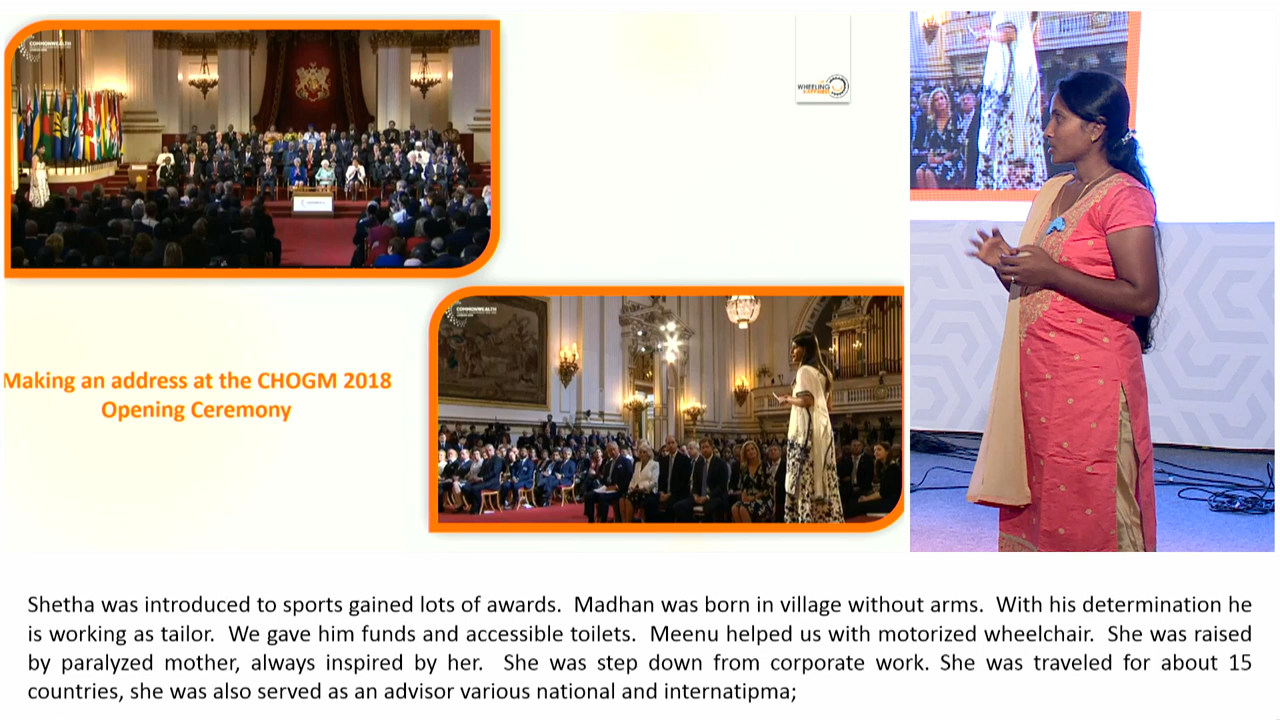 COMMONWEALTH
WHEELING
HAPPINESS
COMMONWEALTH
Making an address at the CHOGM 2018
Opening Ceremony
Shetha was introduced to sports gained lots of awards.  Madhan was born in village without arms.  With his determination he
is working as tailor.  We gave him funds and accessible toilets.  Meenu helped us with motorized wheelchair.  She was raised
by paralyzed mother, always inspired by her.  She was step down from corporate work. She was traveled for about 15
countries, she was also served as an advisor various national and internatipma;